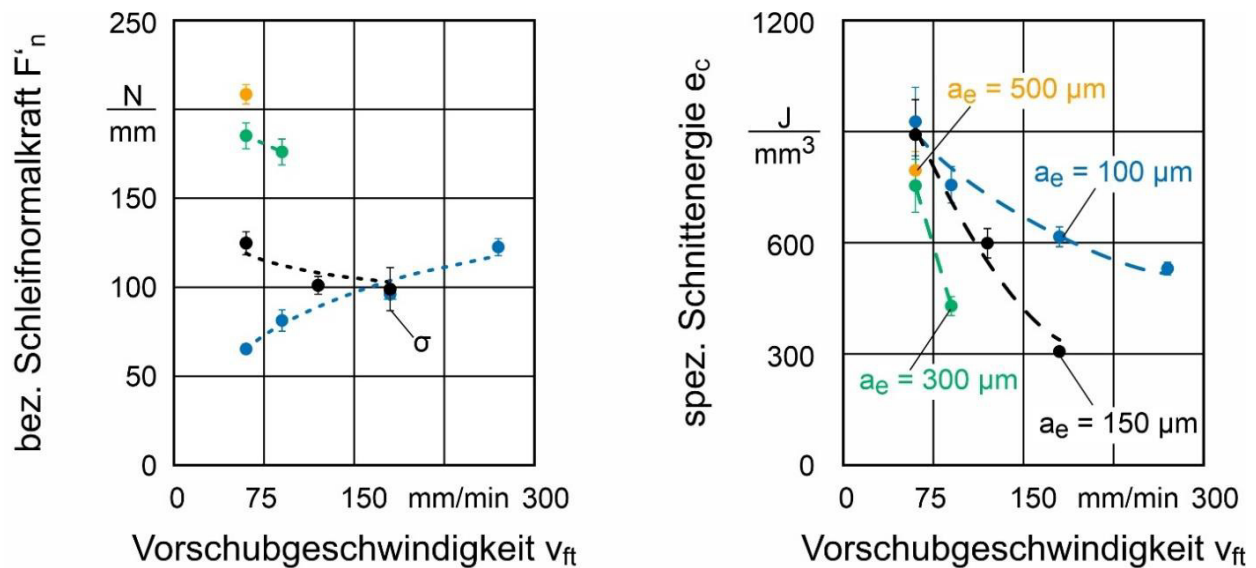 bez. Schleifnormalkraft F'n
250
N
mm
150
100
50
0
σ
0 75 150 mm/min 300
Vorschubgeschwindigkeit vft
spez. Schnittenergie ec
1200
J
mm³
600
300
0
ae = 500 µm
ae = 100 µm
ae = 300 µm
ae = 150 µm
0 75 150 mm/min 300
Vorschubgeschwindigkeit vft